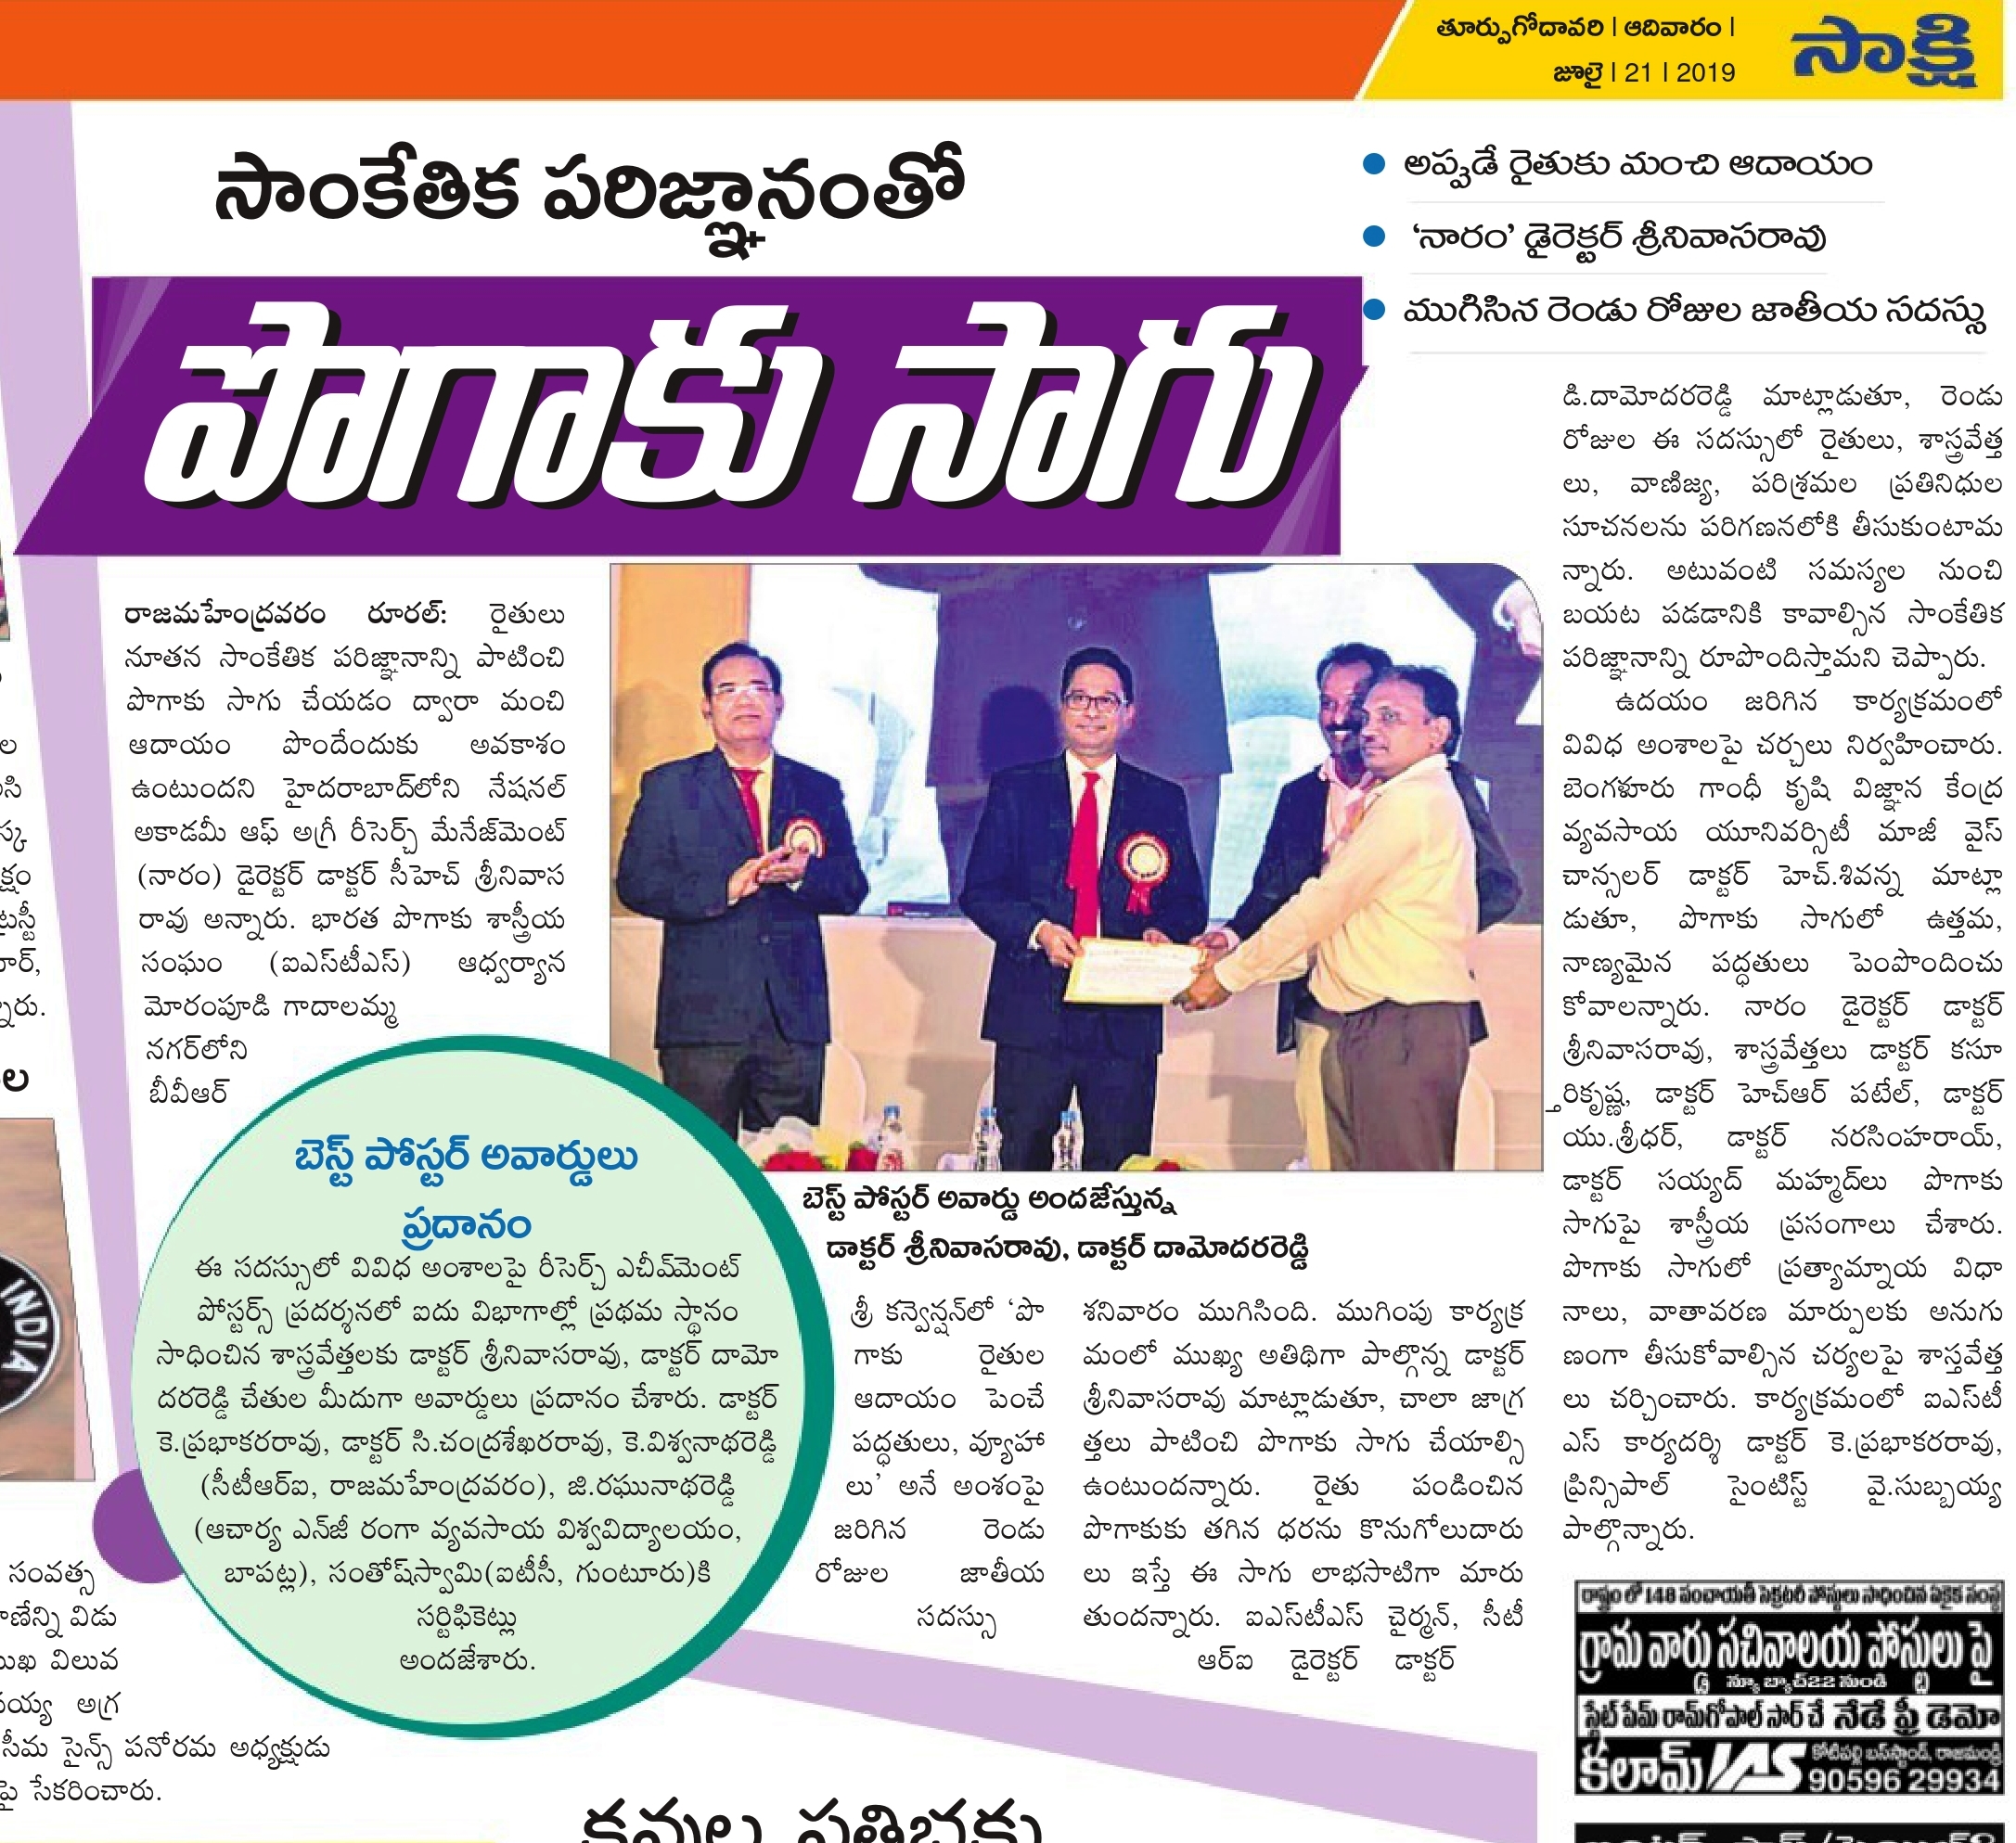 తూర్పుగోదావరి | ఆదివారం |
జూలై | 21 | 2019
సాక్షి
సాంకేతిక పరిజ్ఞానంతో
పొగాకు సాగు
అప్పుడే రైతుకు మంచి ఆదాయం
‘నారం’ డైరెక్టర్ శ్రీనివాసరావు
ముగిసిన రెండు రోజుల జాతీయ సదస్సు
రాజమహేంద్రవరం రూరల్: రైతులు
నూతన సాంకేతిక పరిజ్ఞానాన్ని పాటించి
పొగాకు సాగు చేయడం ద్వారా మంచి
ఆదాయం పొందేందుకు అవకాశం
ఉంటుందని హైదరాబాద్‌లోని నేషనల్
అకాడమీ ఆఫ్ అగ్రీ రీసెర్చ్ మేనేజ్‌మెంట్
(నారం) డైరెక్టర్ డాక్టర్ సీహెచ్ శ్రీనివాస
రావు అన్నారు. భారత పొగాకు శాస్త్రీయ
సంఘం (ఐఎస్‌టీఎస్) ఆధ్వర్యాన
మోరంపూడి గాదాలమ్మ
నగర్‌లోని
బీవీఆర్
బెస్ట్ పోస్టర్ అవార్డు అందజేస్తున్న
డాక్టర్ శ్రీనివాసరావు, డాక్టర్ దామోదరరెడ్డి
శ్రీ కన్వెన్షన్‌లో ‘పొ
గాకు రైతుల
ఆదాయం పెంచే
పద్ధతులు, వ్యూహా
లు’ అనే అంశంపై
జరిగిన రెండు
రోజుల జాతీయ
సదస్సు
శనివారం ముగిసింది. ముగింపు కార్యక్ర
మంలో ముఖ్య అతిథిగా పాల్గొన్న డాక్టర్
శ్రీనివాసరావు మాట్లాడుతూ, చాలా జాగ్ర
త్తలు పాటించి పొగాకు సాగు చేయాల్సి
ఉంటుందన్నారు. రైతు పండించిన
పొగాకుకు తగిన ధరను కొనుగోలుదారు
లు ఇస్తే ఈ సాగు లాభసాటిగా మారు
తుందన్నారు. ఐఎస్‌టీఎస్ చైర్మన్, సీటీ
ఆర్ఐ డైరెక్టర్ డాక్టర్
డి.దామోదరరెడ్డి మాట్లాడుతూ, రెండు
రోజుల ఈ సదస్సులో రైతులు, శాస్త్రవేత్త
లు, వాణిజ్య, పరిశ్రమల ప్రతినిధుల
సూచనలను పరిగణనలోకి తీసుకుంటామ
న్నారు. అటువంటి సమస్యల నుంచి
బయట పడడానికి కావాల్సిన సాంకేతిక
పరిజ్ఞానాన్ని రూపొందిస్తామని చెప్పారు.
ఉదయం జరిగిన కార్యక్రమంలో
వివిధ అంశాలపై చర్చలు నిర్వహించారు.
బెంగళూరు గాంధీ కృషి విజ్ఞాన కేంద్ర
వ్యవసాయ యూనివర్సిటీ మాజీ వైస్
చాన్సలర్ డాక్టర్ హెచ్.శివన్న మాట్లా
డుతూ, పొగాకు సాగులో ఉత్తమ,
నాణ్యమైన పద్ధతులు పెంపొందించు
కోవాలన్నారు. నారం డైరెక్టర్ డాక్టర్
శ్రీనివాసరావు, శాస్త్రవేత్తలు డాక్టర్ కస్తూ
రికృష్ణ, డాక్టర్ హెచ్ఆర్ పటేల్, డాక్టర్
యు.శ్రీధర్, డాక్టర్ నరసింహరాయ్,
డాక్టర్ సయ్యద్ మహ్మద్‌లు పొగాకు
సాగుపై శాస్త్రీయ ప్రసంగాలు చేశారు.
పొగాకు సాగులో ప్రత్యామ్నాయ విధా
నాలు, వాతావరణ మార్పులకు అనుగు
ణంగా తీసుకోవాల్సిన చర్యలపై శాస్తవేత్త
లు చర్చించారు. కార్యక్రమంలో ఐఎస్‌టీ
ఎస్ కార్యదర్శి డాక్టర్ కె.ప్రభాకరరావు,
ప్రిన్సిపాల్ సైంటిస్ట్ వై.సుబ్బయ్య
పాల్గొన్నారు.
బెస్ట్ పోస్టర్ అవార్డులు
ప్రదానం
ఈ సదస్సులో వివిధ అంశాలపై రీసెర్చ్ ఎచీవ్‌మెంట్
పోస్టర్స్ ప్రదర్శనలో ఐదు విభాగాల్లో ప్రథమ స్థానం
సాధించిన శాస్త్రవేత్తలకు డాక్టర్ శ్రీనివాసరావు, డాక్టర్ దామో
దరరెడ్డి చేతుల మీదుగా అవార్డులు ప్రదానం చేశారు. డాక్టర్
కె.ప్రభాకరరావు, డాక్టర్ సి.చంద్రశేఖరరావు, కె.విశ్వనాథరెడ్డి
(సీటీఆర్ఐ, రాజమహేంద్రవరం), జి.రఘునాథరెడ్డి
(ఆచార్య ఎన్‌జీ రంగా వ్యవసాయ విశ్వవిద్యాలయం,
బాపట్ల), సంతోష్‌స్వామి(ఐటీసీ, గుంటూరు)కి
సర్టిఫికెట్లు
అందజేశారు.
INDIA
సంవత్స
విడు
విలువ
అగ్ర
సైన్స్ పనోరమ అధ్యక్షుడు
సేకరించారు.
రాష్ట్రం లో 148 పంచాయతీ సెక్రటరీ పోస్టులు సాధించిన ఏకైక సంస్థ
గ్రామ వార్డు సచివాలయ పోస్టులు పై
న్యూ బ్యాచ్22 నుండి
స్టేట్ ఫేమ్ రామ్‌గోపాల్ సార్ చే నేడే ఫ్రీ డెమో
కలామ్ IAS
కోటిపల్లి బస్‌స్టాండ్, రాజమండ్రి
90596 29934